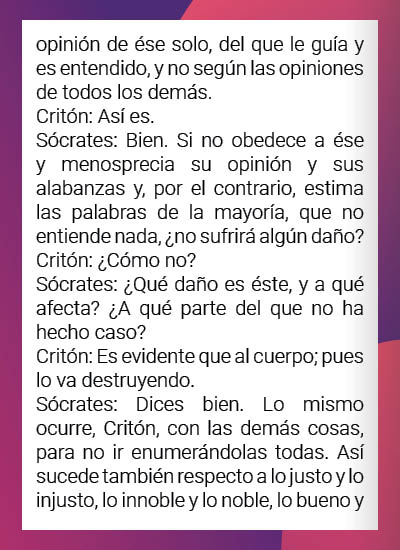 opinión de ése solo, del que le guía y
es entendido, y no según las opiniones
de todos los demás.
Critón: Así es.
Sócrates: Bien. Si no obedece a ése
y menosprecia su opinión y sus
alabanzas y, por el contrario, estima
las palabras de la mayoría, que no
entiende nada, ¿no sufrirá algún daño?
Critón: ¿Cómo no?
Sócrates: ¿Qué daño es éste, y a qué
afecta? ¿A qué parte del que no ha
hecho caso?
Critón: Es evidente que al cuerpo; pues
lo va destruyendo.
Sócrates: Dices bien. Lo mismo
ocurre, Critón, con las demás cosas,
para no ir enumerándolas todas. Así
sucede también respecto a lo justo y lo
injusto, lo innoble y lo noble, lo bueno y